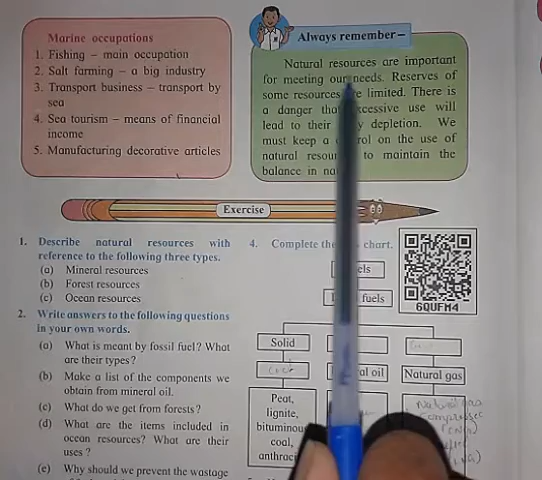 Marine occupations
1. Fishing – main occupation
2. Salt farming – a big industry
3. Transport business – transport by
sea
4. Sea tourism – means of financial
income
5. Manufacturing decorative articles
Always remember –
Natural resources are important
for meeting our needs. Reserves of
some resources are limited. There is
a danger that excessive use will
lead to their depletion. We
must keep a on the use of
natural to maintain the
balance in
Exercise
1. Describe natural resources with
reference to the following three types.
(a) Mineral resources
(b) Forest resources
(c) Ocean resources
2. Write answers to the following questions
in your own words.
(a) What is meant by fossil fuel? What
are their types?
(b) Make a list of the components we
obtain from mineral oil.
(c) What do we get from forests?
(d) What are the items included in
ocean resources? What are their
uses ?
(e) Why should we prevent the wastage
4. Complete the chart.
fuels
6QUFM4
Solid
oil
Natural gas
Peat,
lignite,
coal,
Natural gas